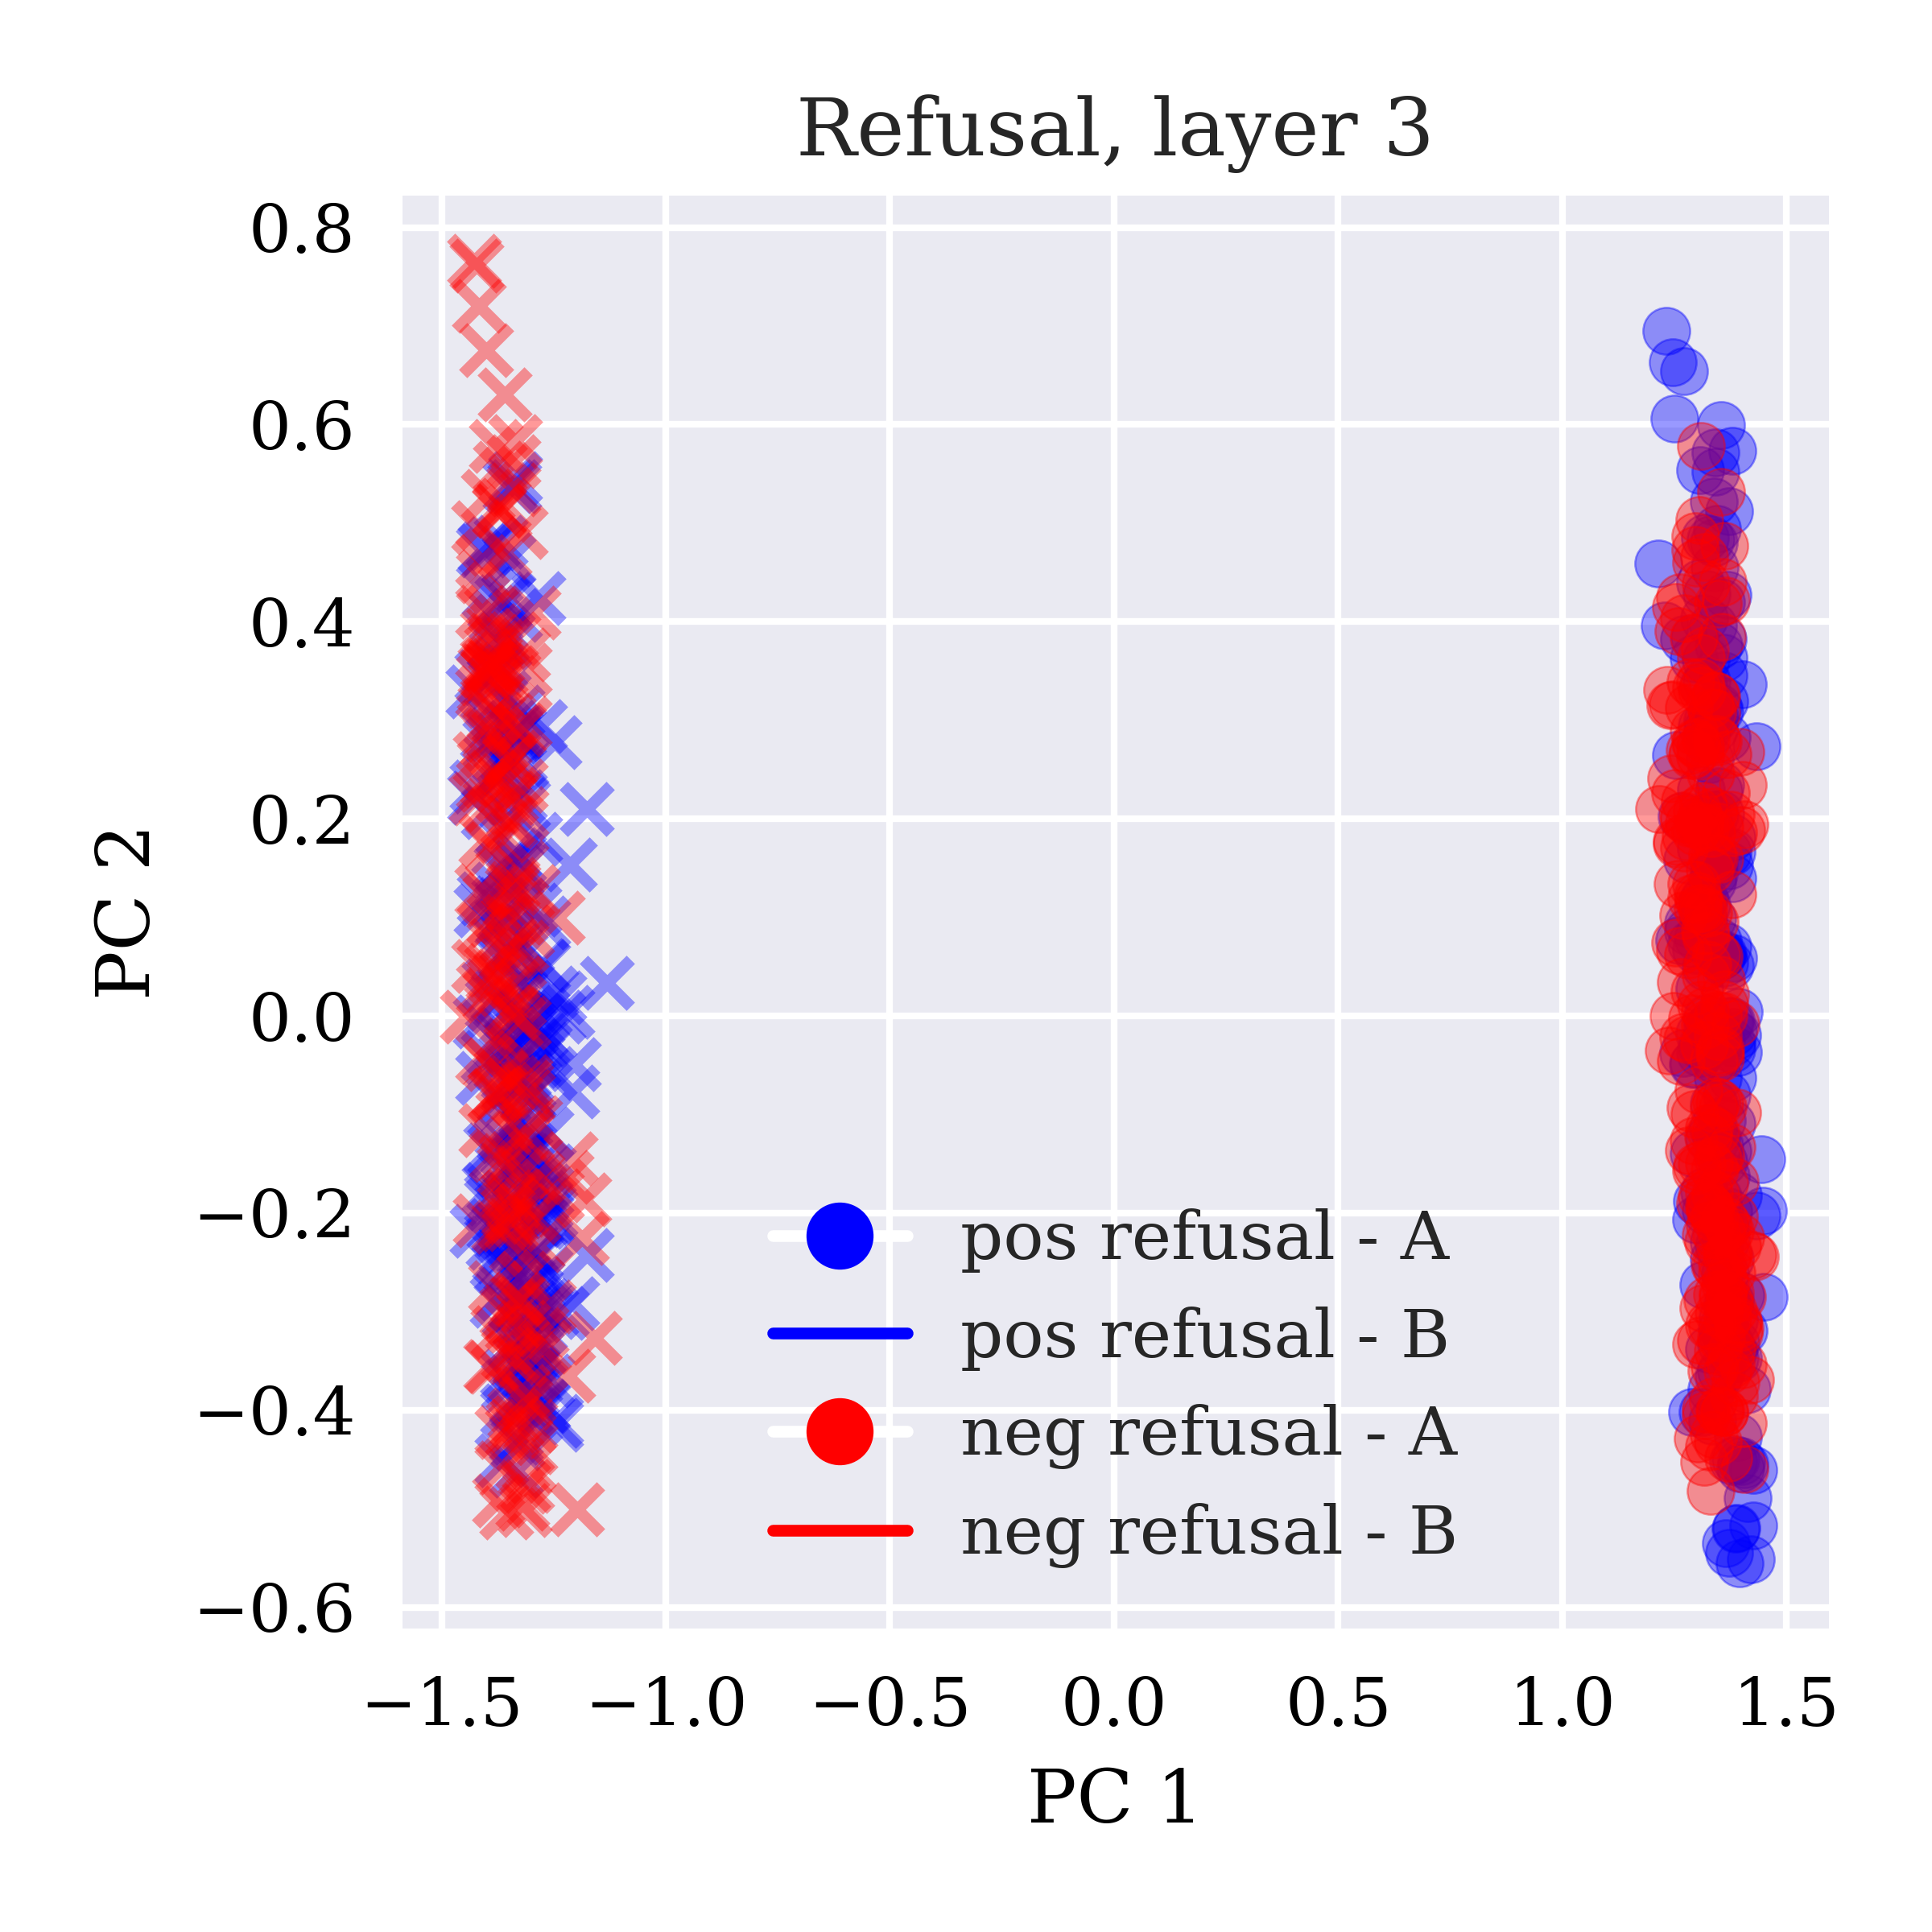 Refusal, layer 3
0.8
0.6
0.4
0.2
0.0
−0.2
−0.4
−0.6
PC 2
pos refusal - A
pos refusal - B
neg refusal - A
neg refusal - B
−1.5 −1.0 −0.5 0.0 0.5 1.0 1.5
PC 1